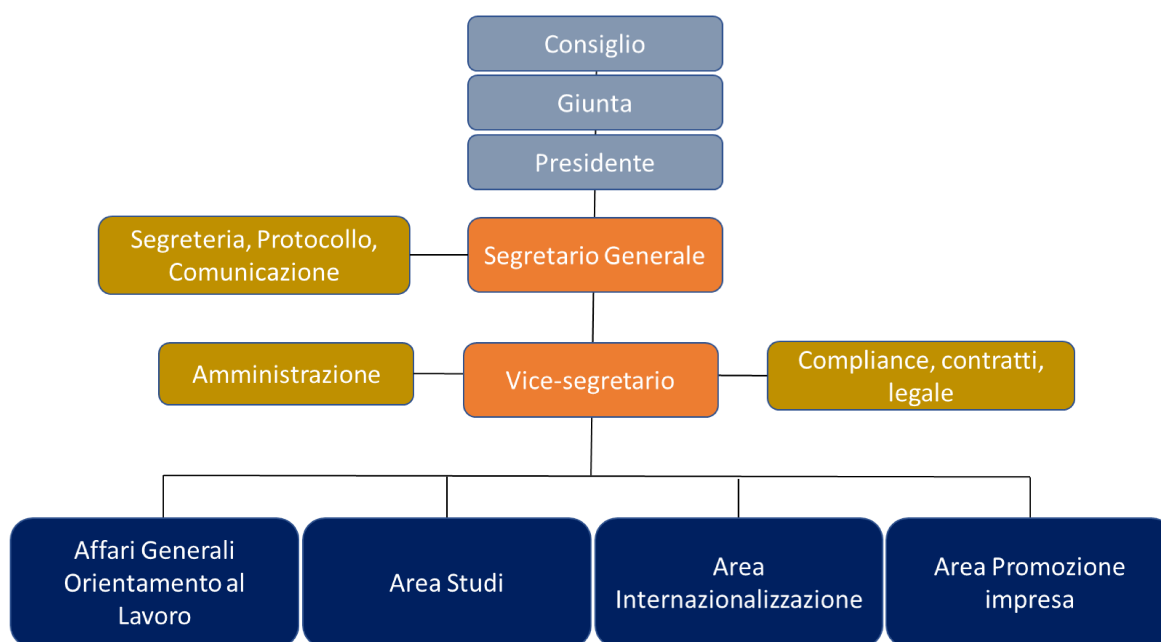 Consiglio
Giunta
Presidente
Segreteria, Protocollo,
Comunicazione
Segretario Generale
Amministrazione
Vice-segretario
Compliance, contratti,
legale
Affari Generali
Orientamento al
Lavoro
Area Studi
Area
Internazionalizzazione
Area Promozione
impresa